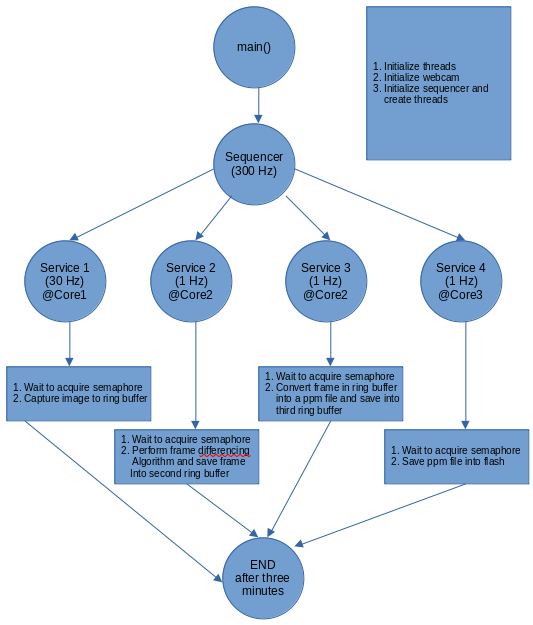 main()
1. Initialize threads
2. Initialize webcam
3. Initialize sequencer and
create threads
Sequencer
(300 Hz)
Service 1
(30 Hz)
@Core1
Service 2
(1 Hz)
@Core2
Service 3
(1 Hz)
@Core2
Service 4
(1 Hz)
@Core3
1. Wait to acquire semaphore
2. Capture image to ring buffer
1. Wait to acquire semaphore
2. Convert frame in ring buffer
into a ppm file and save into
third ring buffer
1. Wait to acquire semaphore
2. Perform frame differencing
Algorithm and save frame
Into second ring buffer
1. Wait to acquire semaphore
2. Save ppm file into flash
END
after three
minutes